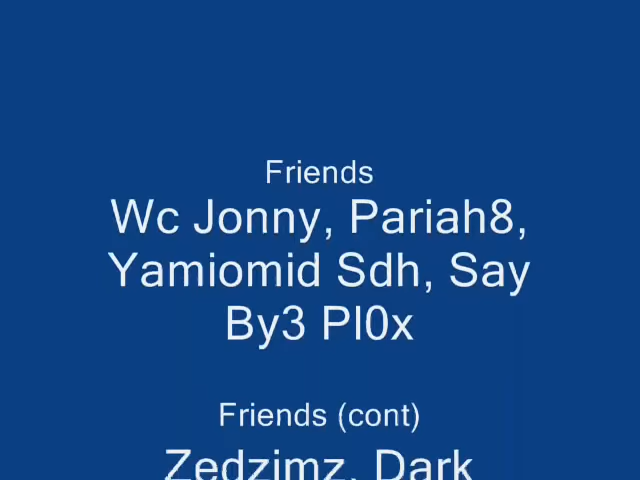 Friends
Wc Jonny, Pariah8,
Yamiomid Sdh, Say
By3 Pl0x
Friends (cont)
Zedzimz, Dark